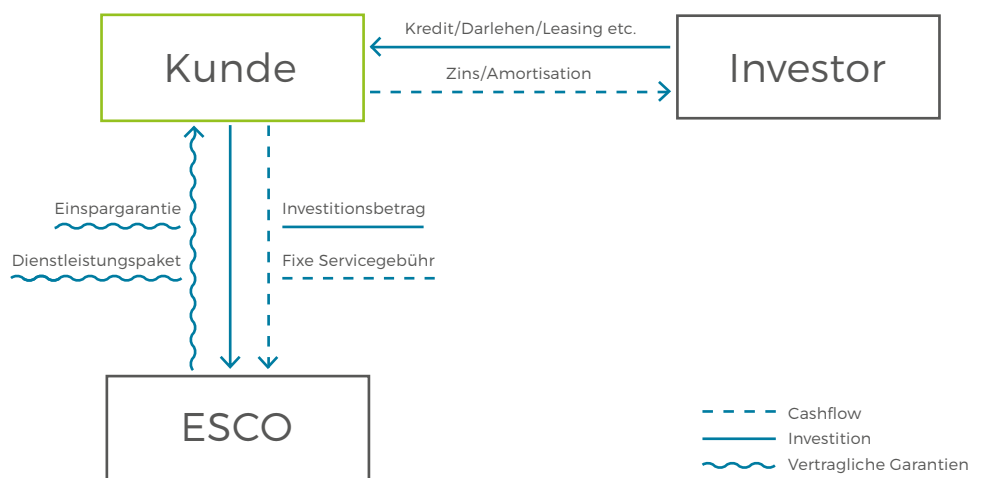 Kredit/Darlehen/Leasing etc.
Kunde
Investor
Zins/Amortisation
Einspargarantie
Investitionsbetrag
Dienstleistungspaket
Fixe Servicegebühr
ESCO
Cashflow
Investition
Vertragliche Garantien